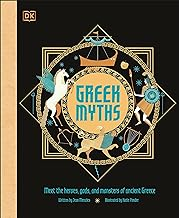 DK
GREEK
MYTHS
Meet the heroes, gods, and monsters of ancient Greece
Written by Jean Menzies
Illustrated by Katie Ponder